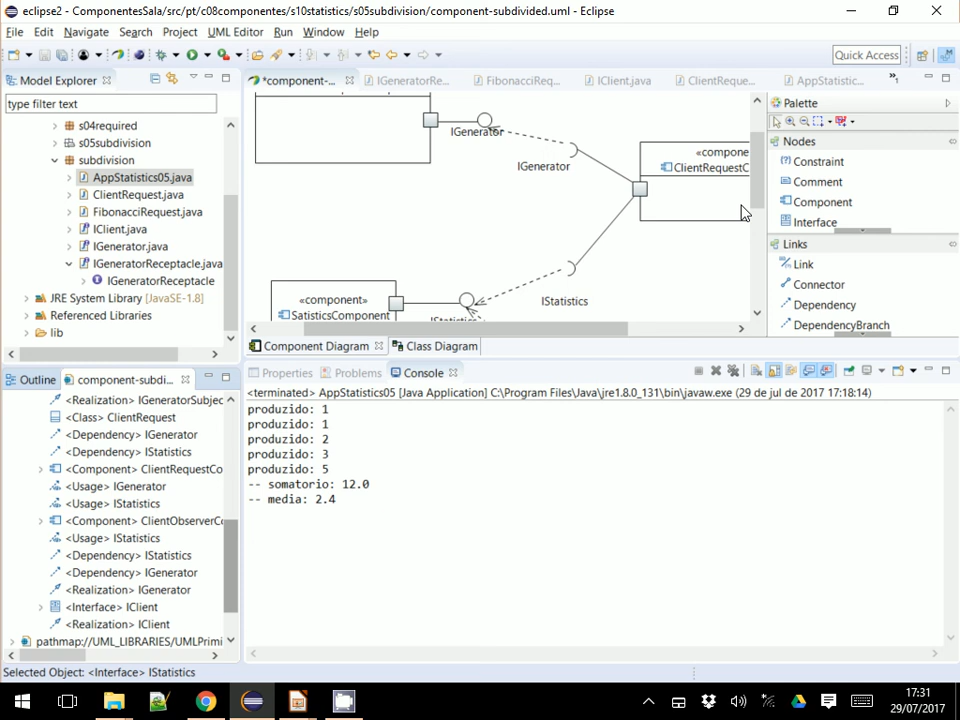 eclipse2 - ComponentesSala/src/pt/c08componentes/s10statistics/s05subdivision/component-subdivided.uml - Eclipse
File Edit Navigate Search Project UML Editor Run Window Help
Quick Access
Model Explorer
type filter text
s04required
s05subdivision
subdivision
AppStatistics05.java
ClientRequest.java
FibonacciRequest.java
IClient.java
IGenerator.java
IGeneratorReceptacle.java
IGeneratorReceptacle
JRE System Library [JavaSE-1.8]
Referenced Libraries
lib
*component-...
IGeneratorRe...
FibonacciReq...
IClient.java
ClientReque...
AppStatistic...
»1
IGenerator
IGenerator
«compone
ClientRequestC
IStatistics
«component»
SatisticsComponent
Component Diagram
Class Diagram
Palette
Nodes
Constraint
Comment
Component
Interface
Links
Link
Connector
Dependency
DependencyBranch
Outline
component-subdi...
<Realization> IGeneratorSubjec
<Class> ClientRequest
<Dependency> IGenerator
<Dependency> IStatistics
<Component> ClientRequestCo
<Usage> IGenerator
<Usage> IStatistics
<Component> ClientObserverCo
<Usage> IStatistics
<Dependency> IStatistics
<Dependency> IGenerator
<Realization> IGenerator
<Interface> IClient
<Realization> IClient
pathmap://UML_LIBRARIES/UMLPrimi
Properties Problems Console
<terminated> AppStatistics05 [Java Application] C:\Program Files\Java\jre1.8.0_131\bin\javaw.exe (29 de jul de 2017 17:18:14)
produzido: 1
produzido: 1
produzido: 2
produzido: 3
produzido: 5
-- somatorio: 12.0
-- media: 2.4
Selected Object: <Interface> IStatistics
17:31
29/07/2017